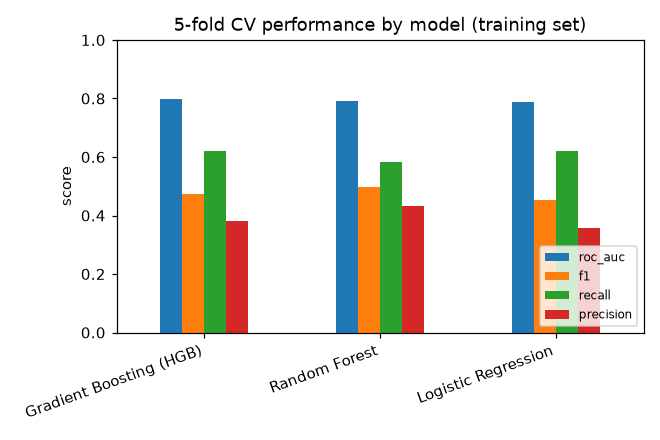 5-fold CV performance by model (training set)
1.0
0.8
0.6
0.4
0.2
0.0
score
Gradient Boosting (HGB)
Random Forest
Logistic Regression
roc_auc
f1
recall
precision